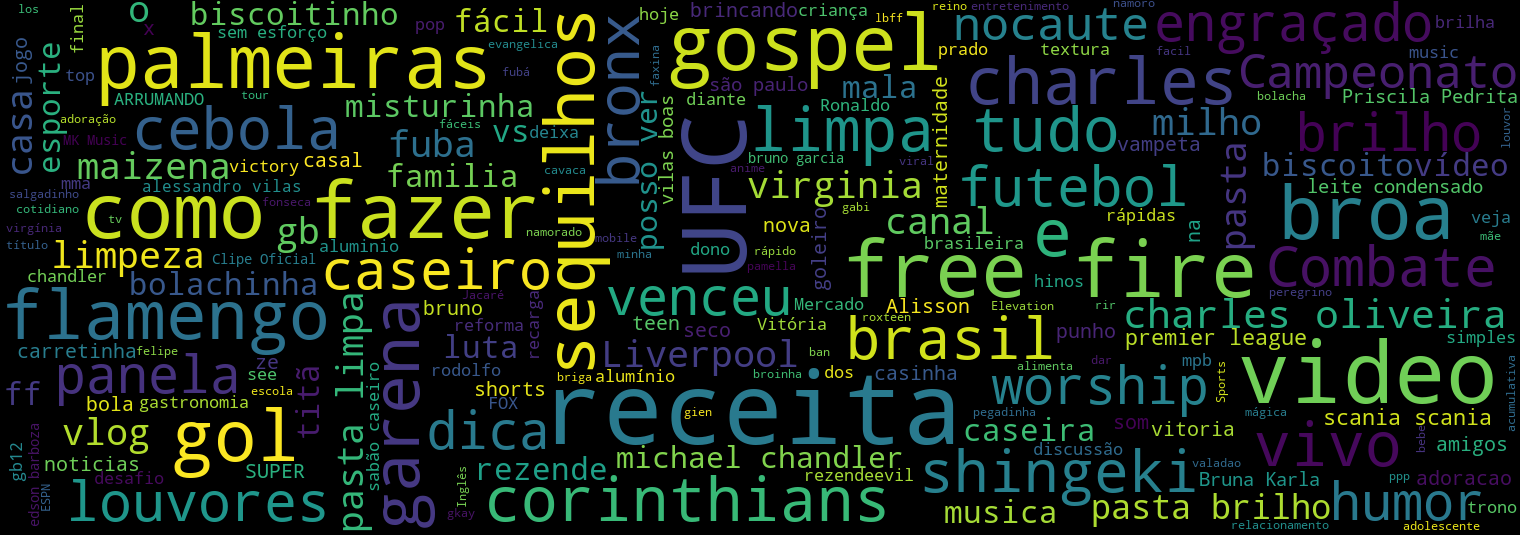 los
o
biscoitinho
x
sem esforço
pop
fácil
final
esporte
casa
jogo
palmeiras
evangelica
fubá
top
ARRUMANDO
tour
adoração
misturinha
MK Music
cebola
fáceis
fuba
vs
deixa
maizena
victory
casal
mma
alessandro vilas
familia
cavaca
salgadinho
cotidiano
fonseca
como
fazer
virgínia
tv
gb
namorado
título
limpeza
Clipe Oficial
alumínio
chandler
bolachinha
caseiro
sequilhos
bronx
hoje
brincando
criança
lbff
reino
entretenimento
namoro
gospel
nocaute
engraçado
brilha
faxina
prado
textura
facil
music
são paulo
mala
charles
Campeonato
vilas boas
diante
Ronaldo
bolacha
Priscila Pedrita
posso ver
UFC
limpa
maternidade
tudo
milho
brilho
louvor
vampeta
bruno garcia
viral
anime
pasta
biscoito
vídeo
virginia
futebol
leite condensado
gabi
nova
goleiro
canal
rápidas
na
broa
veja
mãe
mobile
minha
dono
rápido
brasileira
e
pamella
hinos
free
fire
Combate
peregrino
flamengo
Jacare
bruno
recarga
venceu
Mercado
Alisson
Elevation
rir
charles oliveira
carretinha
felipe
ze
pasta limpa
garena
reforma
teen
seco
Vitória
roxteen
brasil
punho
premier league
simples
luta
Liverpool
ban
ff
panela
see
titã
rodolfo
briga
alumínio
broinha
dos
casinha
alimenta
dar
mpb
Sports
video
acumulativa
escola
shorts
bola
gastronomia
FOX
gien
receita
pegadinha
worship
mágica
scania scania
vlog
gol
dica
caseira
som
vitoria
vivo
bebe
amigos
gb12
noticias
desafio
SUPER
sabão caseiro
rezende
michael chandler
rezendeevil
discussão
shingeki
valadao
Bruna Karla
ppp
adoracao
edson barboza
ESPN
louvores
Inglês
gkay
corinthians
musica
pasta brilho
humor
trono
relacionamento
adolescente